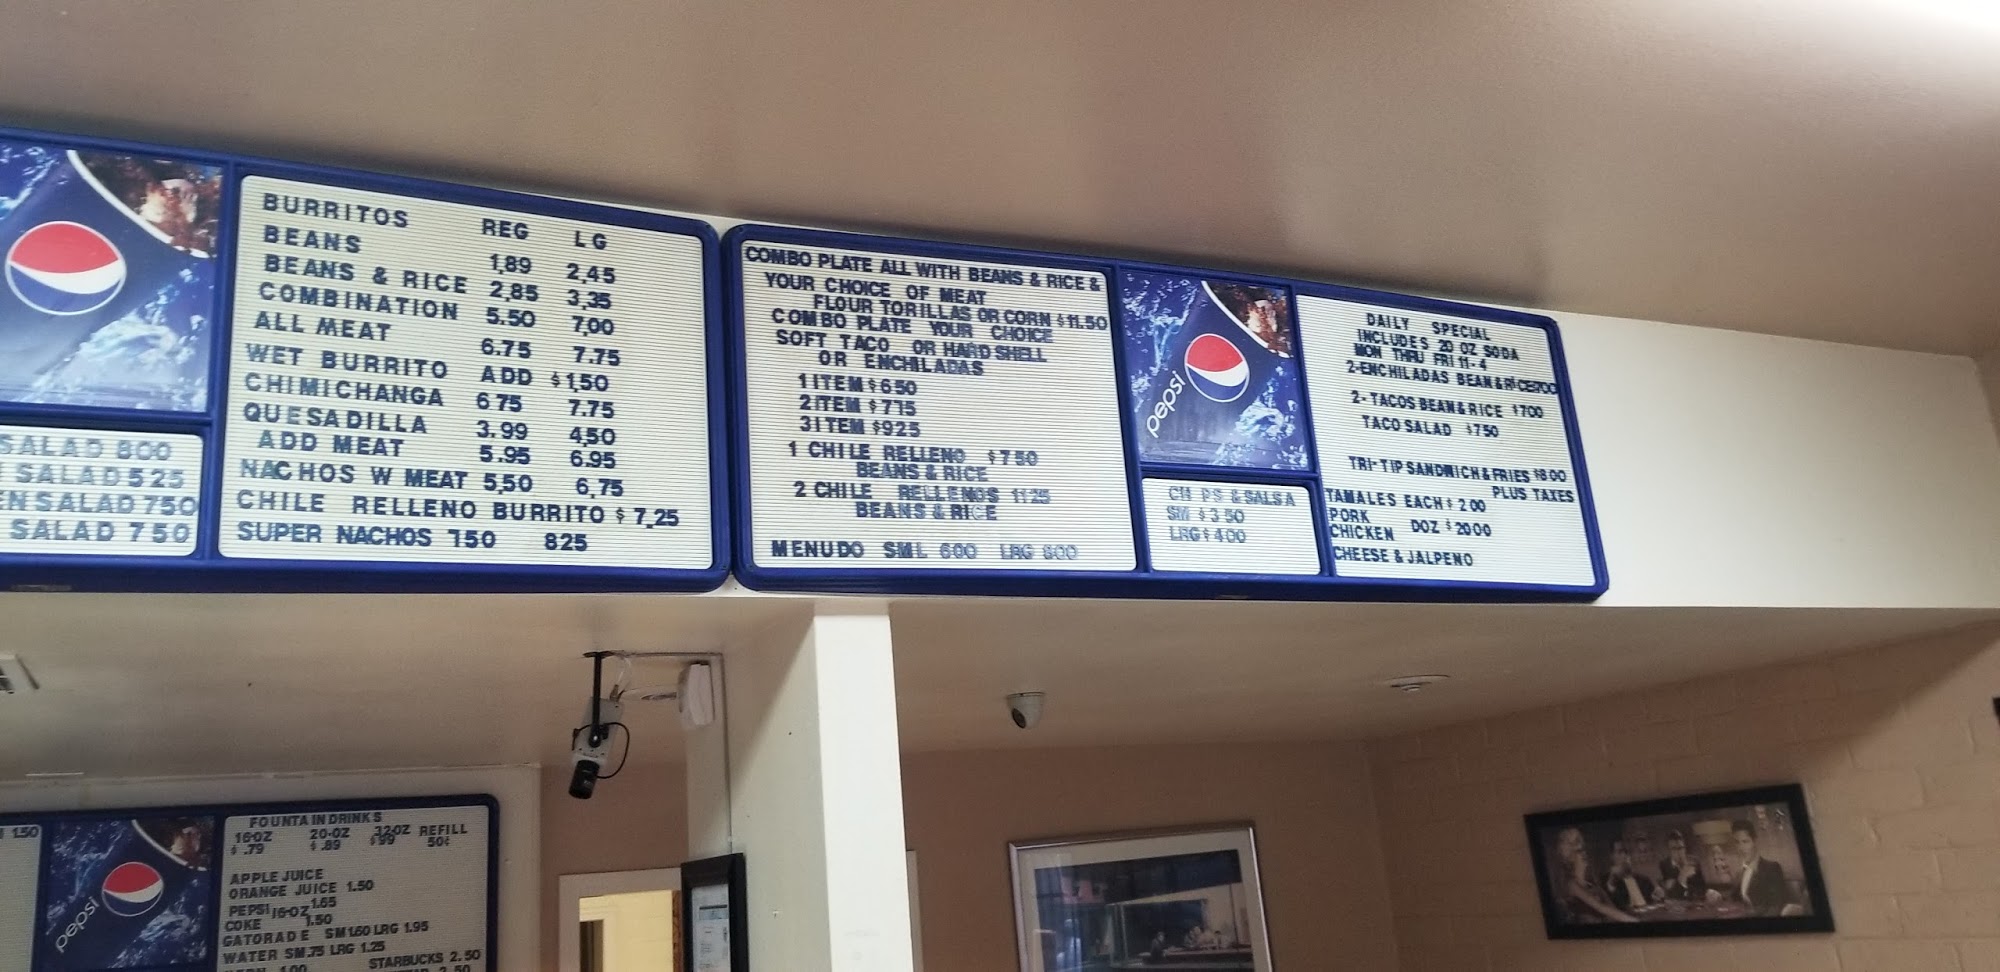 BURRITOS REG LG
BEANS 1,89 2,45
BEANS & RICE 2,85 3,35
COMBINATION 5.50 7,00
ALL MEAT 6.75 7.75
WET BURRITO ADD $1,50
CHIMICHANGA 675 7.75
QUESADILLA 3.99 4,50
ADD MEAT 5.95 6.95
NACHOS W MEAT 5,50 6,75
CHILE RELLENO BURRITO $7,25
SUPER NACHOS 750 825
SALAD 800
SALAD 525
EN SALAD 750
SALAD 750
COMBO PLATE ALL WITH BEANS & RICE &
YOUR CHOICE OF MEAT
FLOUR TORILLAS OR CORN $11.50
COMBO PLATE YOUR CHOICE
SOFT TACO OR HARD SHELL
OR ENCHILADAS
1 ITEM $650
2 ITEM $775
3 ITEM $925
1 CHILE RELLENO $750
BEANS & RICE
2 CHILE RELLENOS 1125
BEANS & RICE
MENUDO SML 600 LRG 800
pepsi
CH PS & SALSA
SM $350
LRG $400
DAILY SPECIAL
INCLUDES 20 OZ SODA
MON THRU FRI 11-4
2-ENCHILADAS BEAN & RICE $700
2-TACOS BEAN & RICE $700
TACO SALAD $750
TRI-TIP SANDWICH & FRIES $800
PLUS TAXES
TAMALES EACH $200
PORK
CHICKEN DOZ $2000
CHEESE & JALPENO
150
pepsi
FOUNTAIN DRINKS
16-OZ 20-OZ 32OZ REFILL
$.79 $.89 $99 50¢
APPLE JUICE
ORANGE JUICE 1.50
PEPSI 16-OZ 1.65
COKE 1.50
GATORADE SM 1.60 LRG 1.95
WATER SM.75 LRG 1.25
STARBUCKS 2.50
1.00
2.50